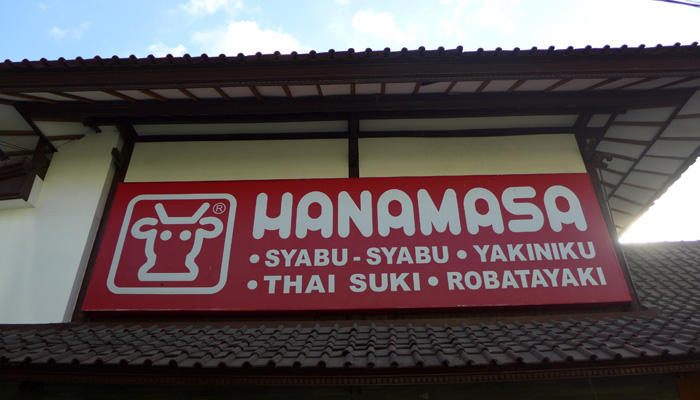 ®
HANAMASA
• SYABU - SYABU • YAKINIKU
• THAI SUKI • ROBATAYAKI